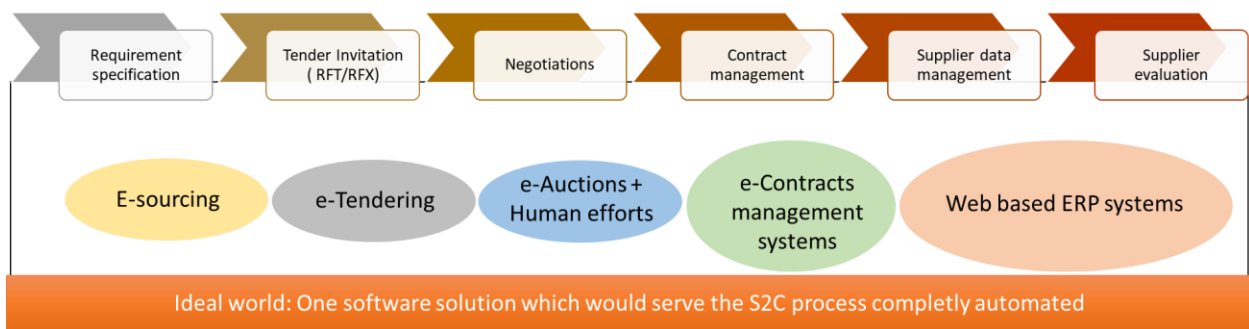 Requirement
specification
Tender Invitation
( RFT/RFX)
Negotiations
Contract
management
Supplier data
management
Supplier
evaluation
E-sourcing
e-Tendering
e-Auctions +
Human efforts
e-Contracts
management
systems
Web based ERP systems
Ideal world: One software solution which would serve the S2C process completly automated